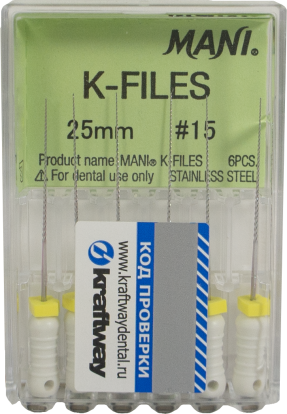 MANI®
K-FILES
25mm #15
Product name: MANI® K-FILES 6PCS.
⚠. For dental use only STAINLESS STEEL
kraftway
www.kraftwaydental.ru
КОД ПРОВЕРКИ